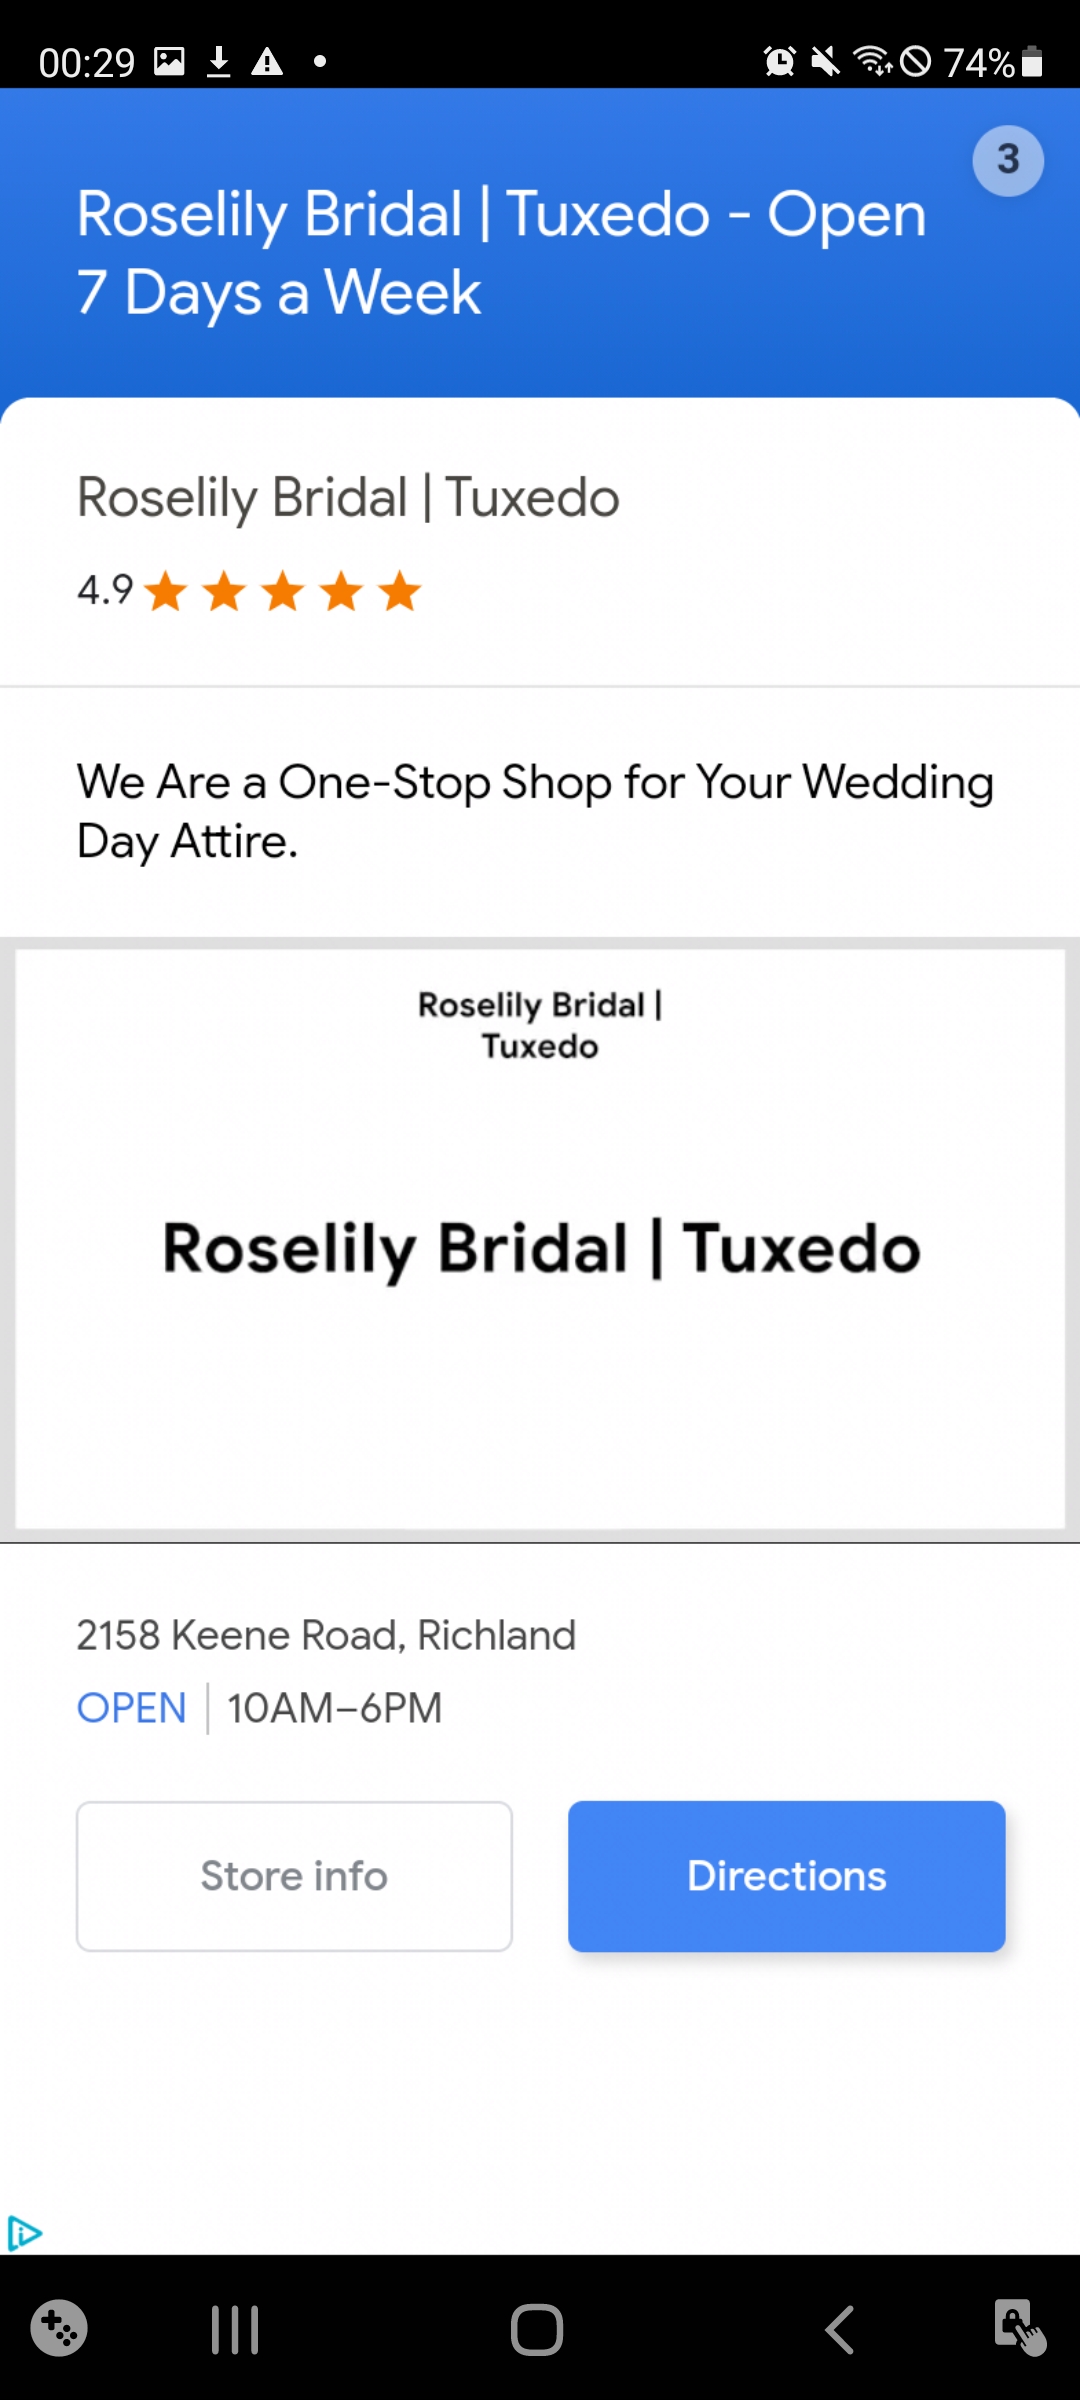 00:29
74%
3
Roselily Bridal | Tuxedo - Open
7 Days a Week
Roselily Bridal | Tuxedo
4.9
We Are a One-Stop Shop for Your Wedding
Day Attire.
Roselily Bridal |
Tuxedo
Roselily Bridal | Tuxedo
2158 Keene Road, Richland
OPEN | 10AM–6PM
Store info
Directions